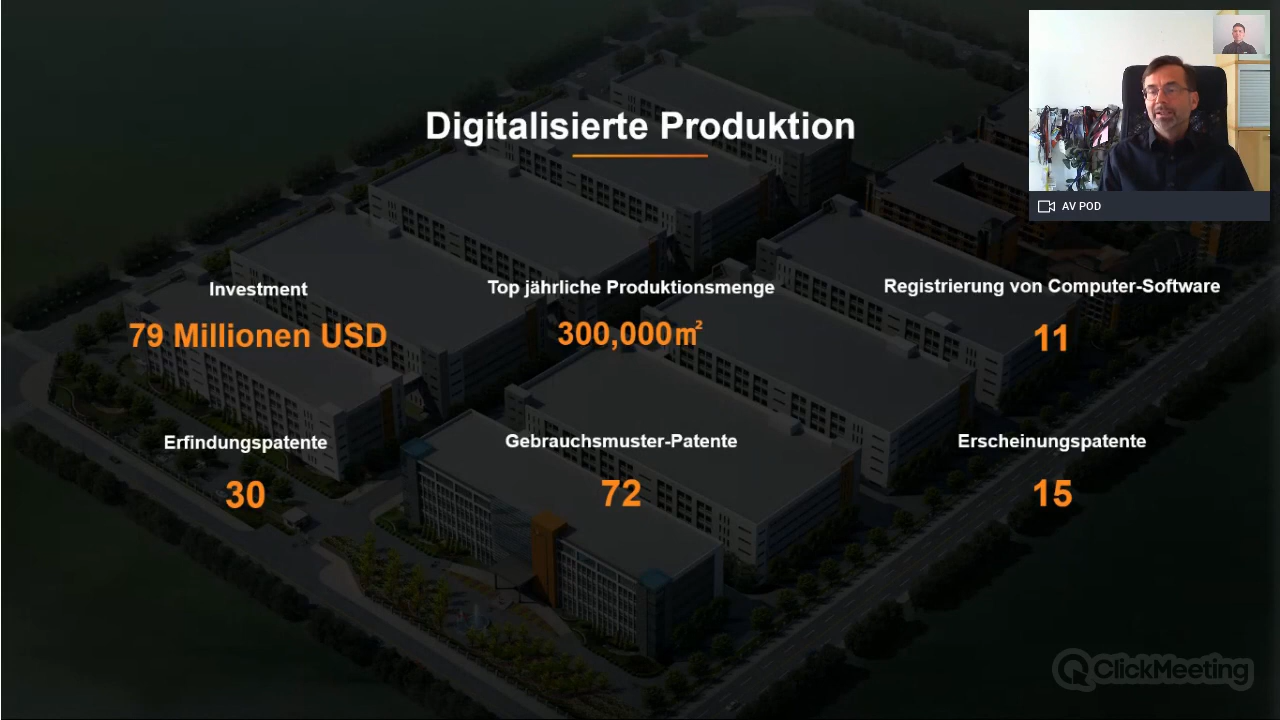 Digitalisierte Produktion
AV POD
Investment
79 Millionen USD
Top jährliche Produktionsmenge
300,000㎡
Registrierung von Computer-Software
11
Erfindungspatente
30
Gebrauchsmuster-Patente
72
Erscheinungspatente
15
ClickMeeting